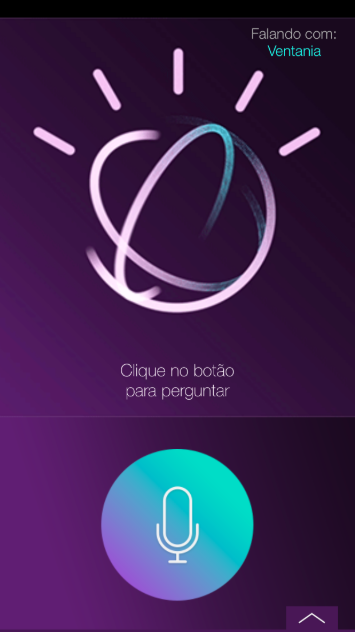 Falando com:
Ventania
Clique no botão
para perguntar